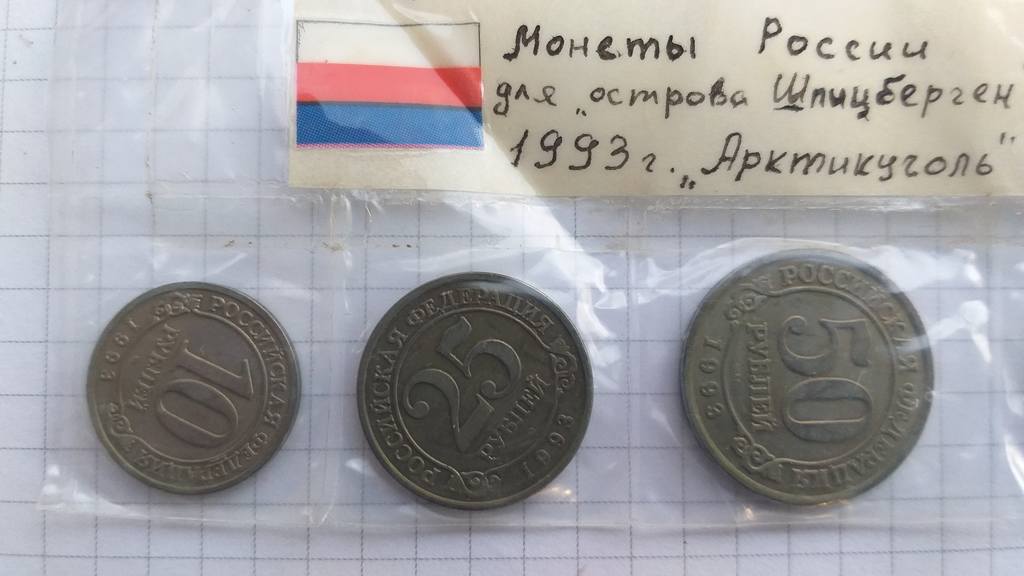 Монеты России
для „острова Шпицберген
1993 г. „Арктикуголь"
РОССИЙСКАЯ ФЕДЕРАЦИЯ
10
РУБЛЕЙ
1993
РОССИЙСКАЯ ФЕДЕРАЦИЯ
25
РУБЛЕЙ
1993
РОССИЙСКАЯ ФЕДЕРАЦИЯ
50
РУБЛЕЙ
1993